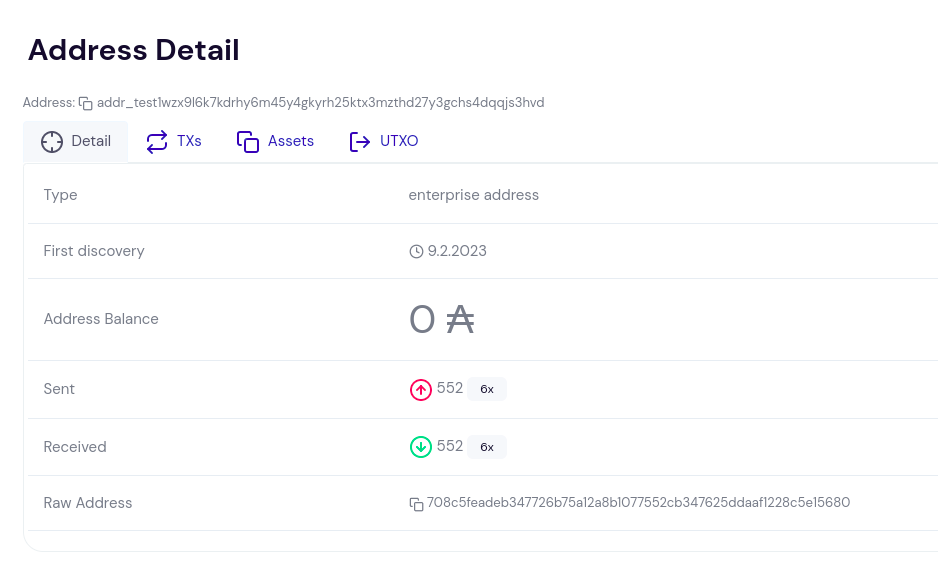 Address Detail
Address: addr_test1wzx9l6k7kdrhy6m45y4gkyrh25ktx3mzthd27y3gchs4dqqjs3hvd
Detail TXs Assets UTXO
Type enterprise address
First discovery 9.2.2023
Address Balance 0 ₳
Sent 552 6x
Received 552 6x
Raw Address 708c5feadeb347726b75a12a8b1077552cb347625ddaaf1228c5e15680